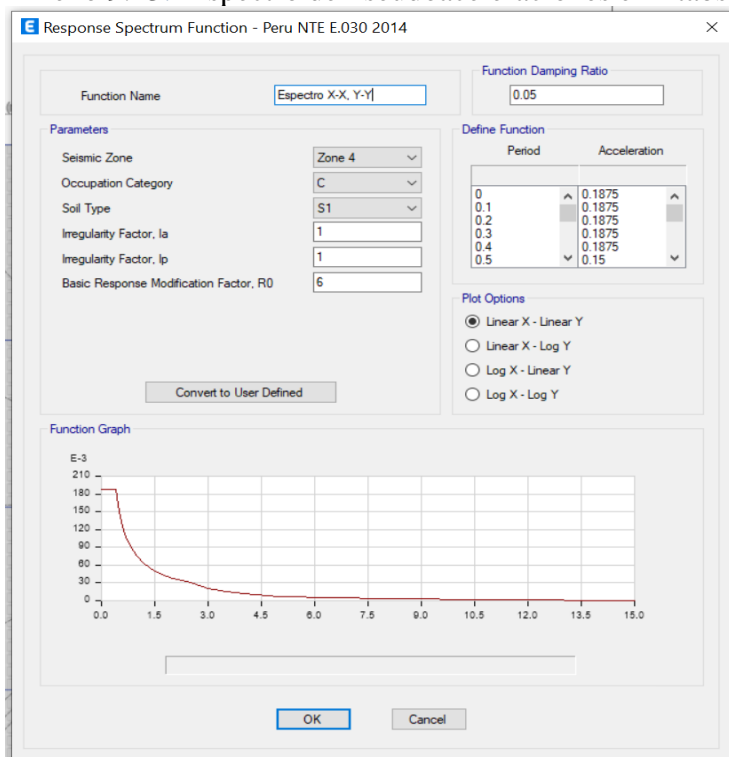 E Response Spectrum Function - Peru NTE E.030 2014
Function Name
Espectro X-X, Y-Y
Function Damping Ratio
0.05
Parameters
Seismic Zone
Zone 4
Occupation Category
C
Soil Type
S1
Irregularity Factor, Ia
1
Irregularity Factor, Ip
1
Basic Response Modification Factor, R0
6
Convert to User Defined
Define Function
Period Acceleration
0 0.1875
0.1 0.1875
0.2 0.1875
0.3 0.1875
0.4 0.1875
0.5 0.15
Plot Options
Linear X - Linear Y
Linear X - Log Y
Log X - Linear Y
Log X - Log Y
Function Graph
E-3
210
180
150
120
90
60
30
0
0.0 1.5 3.0 4.5 6.0 7.5 9.0 10.5 12.0 13.5 15.0
OK Cancel